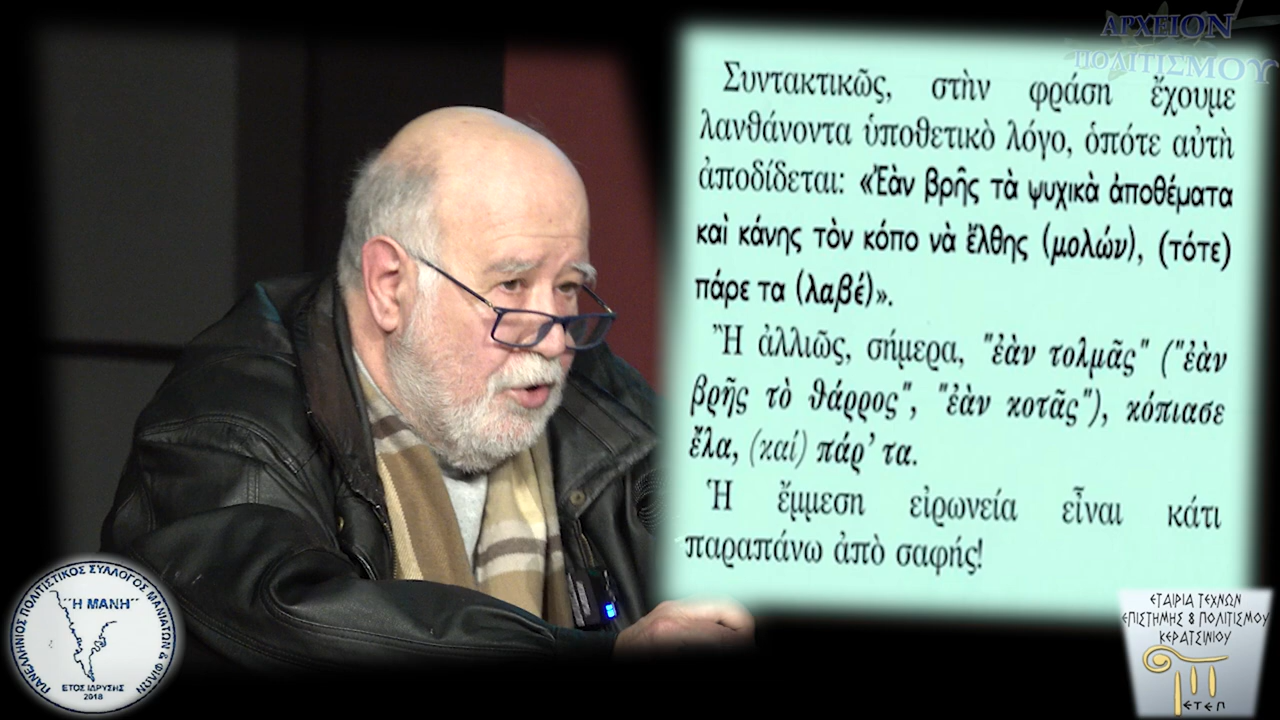 ΑΡΧΕΙΟΝ
ΠΟΛΙΤΙΣΜΟΥ
Συντακτικῶς, στὴν φράση ἔχουμε
λανθάνοντα ὑποθετικὸ λόγο, ὁπότε αὐτὴ
ἀποδίδεται: «Ἐὰν βρῆς τὰ ψυχικὰ ἀποθέματα
καὶ κάνης τὸν κόπο νὰ ἔλθης (μολών), (τότε)
πάρε τα (λαβέ)».
Ἢ ἀλλιῶς, σήμερα, "ἐὰν τολμᾶς" ("ἐὰν
βρῆς τὸ θάρρος", "ἐὰν κοτᾶς"), κόπιασε
ἔλα, (καί) πάρ' τα.
Ἡ ἔμμεση εἰρωνεία εἶναι κάτι
παραπάνω ἀπὸ σαφής!
ΠΑΝΕΛΛΗΝΙΟΣ ΠΟΛΙΤΙΣΤΙΚΟΣ ΣΥΛΛΟΓΟΣ ΜΑΝΙΑΤΩΝ & ΦΙΛΩΝ
"Η ΜΑΝΗ"
ΕΤΟΣ ΙΔΡΥΣΗΣ
2018
ΕΤΑΙΡΙΑ ΤΕΧΝΩΝ
ΕΠΙΣΤΗΜΗΣ & ΠΟΛΙΤΙΣΜΟΥ
ΚΕΡΑΤΣΙΝΙΟΥ
ΕΤΕΠ